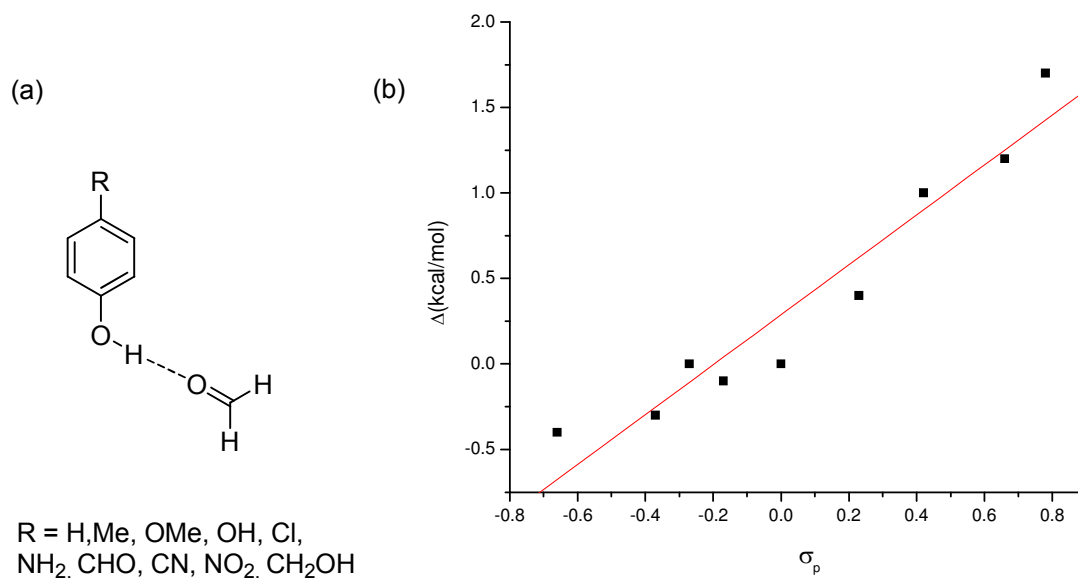 (a)
R
O
H
O
H
H
R = H,Me, OMe, OH, Cl,
NH2, CHO, CN, NO2, CH2OH
(b)
Δ(kcal/mol)
2.0
1.5
1.0
0.5
0.0
-0.5
-0.8 -0.6 -0.4 -0.2 0.0 0.2 0.4 0.6 0.8
σp